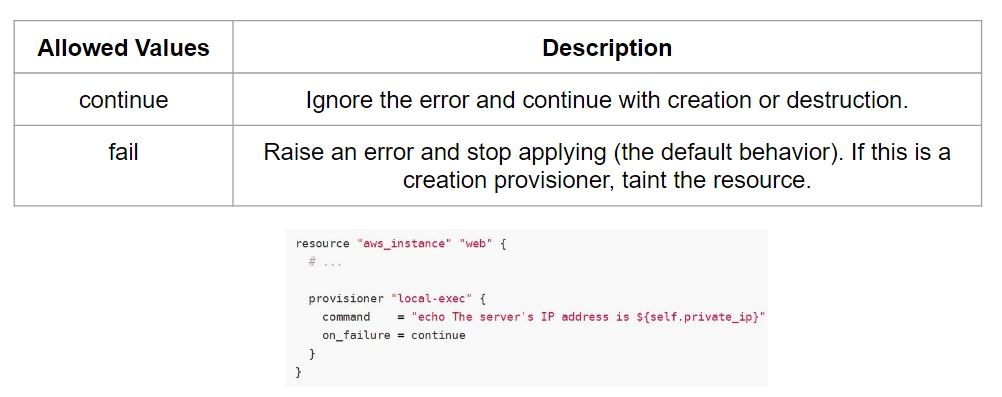 Allowed Values Description
continue Ignore the error and continue with creation or destruction.
fail Raise an error and stop applying (the default behavior). If this is a
creation provisioner, taint the resource.
resource "aws_instance" "web" {
  # ...

  provisioner "local-exec" {
    command    = "echo The server's IP address is ${self.private_ip}"
    on_failure = continue
  }
}